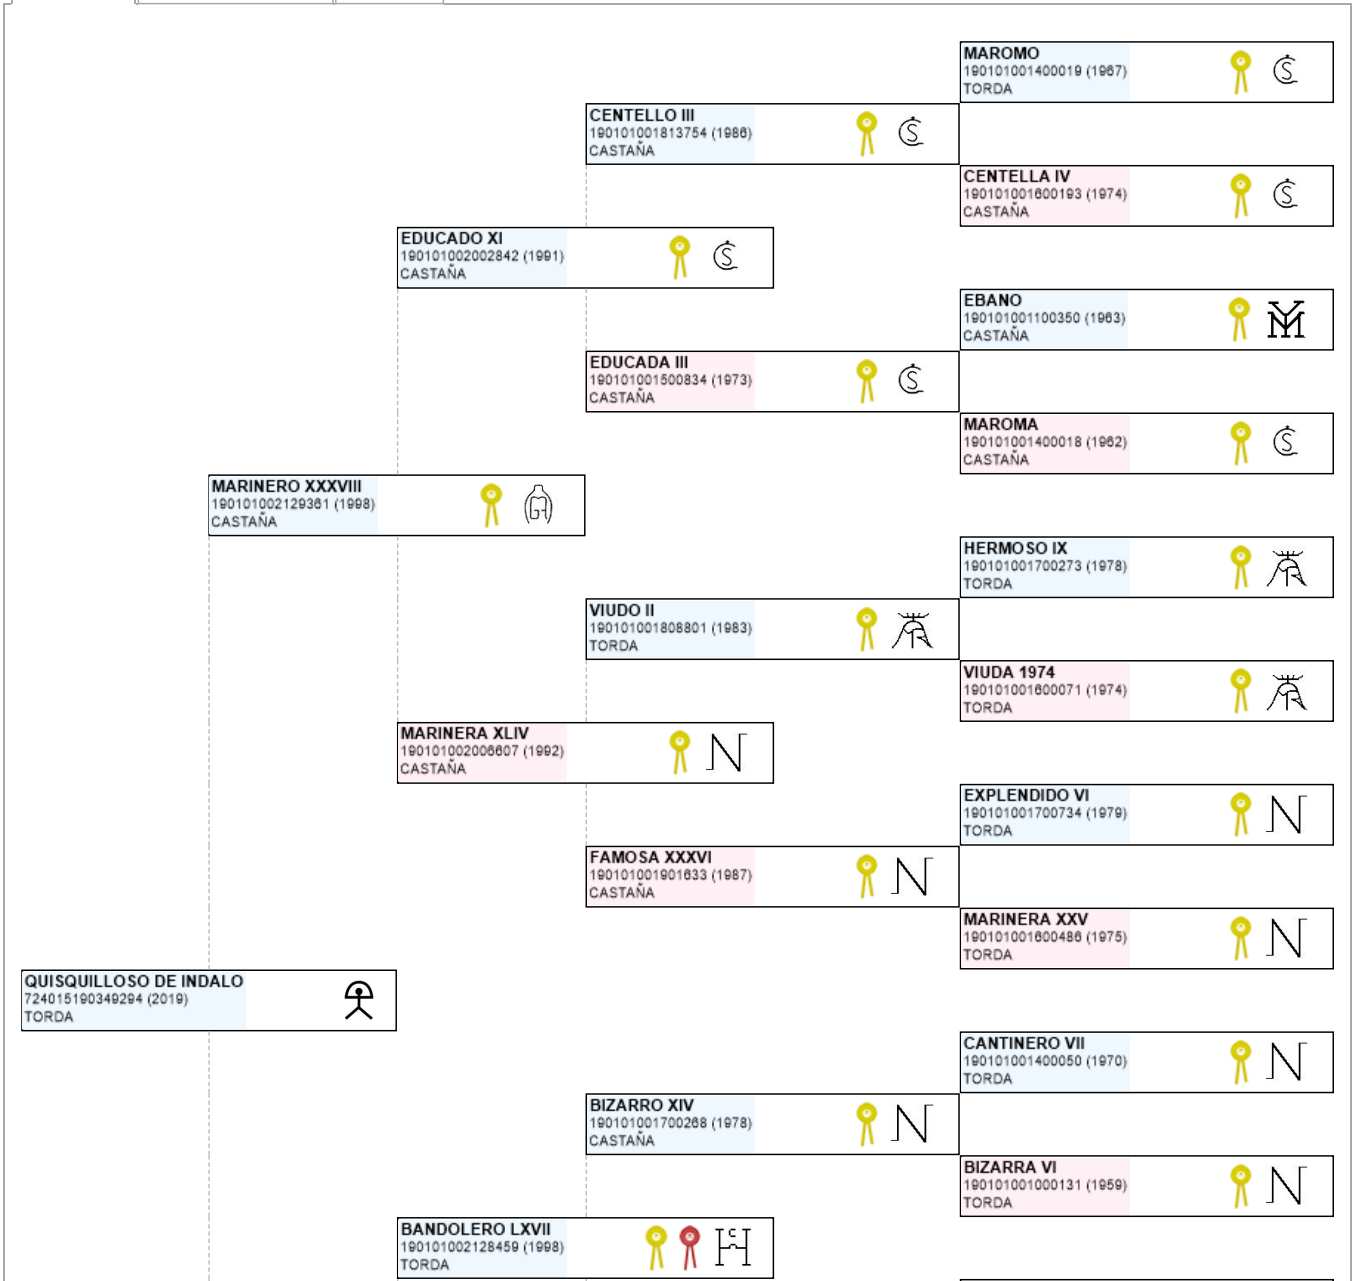 MAROMO
190101001400019 (1967)
TORDA
CENTELLO III
190101001813754 (1986)
CASTAÑA
CENTELLA IV
190101001600193 (1974)
CASTAÑA
EDUCADO XI
190101002002842 (1991)
CASTAÑA
EBANO
190101001100350 (1963)
CASTAÑA
EDUCADA III
190101001500834 (1973)
CASTAÑA
MAROMA
190101001400018 (1962)
CASTAÑA
MARINERO XXXVIII
190101002129361 (1998)
CASTAÑA
HERMOSO IX
190101001700273 (1978)
TORDA
VIUDO II
190101001808801 (1983)
TORDA
VIUDA 1974
190101001600071 (1974)
TORDA
MARINERA XLIV
190101002006607 (1992)
CASTAÑA
EXPLENDIDO VI
190101001700734 (1979)
TORDA
FAMOSA XXXVI
190101001901633 (1987)
CASTAÑA
MARINERA XXV
190101001600486 (1975)
TORDA
QUISQUILLOSO DE INDALO
724015190349294 (2019)
TORDA
CANTINERO VII
190101001400050 (1970)
TORDA
BIZARRO XIV
190101001700268 (1978)
CASTAÑA
BIZARRA VI
190101001000131 (1959)
TORDA
BANDOLERO LXVII
190101002128459 (1998)
TORDA